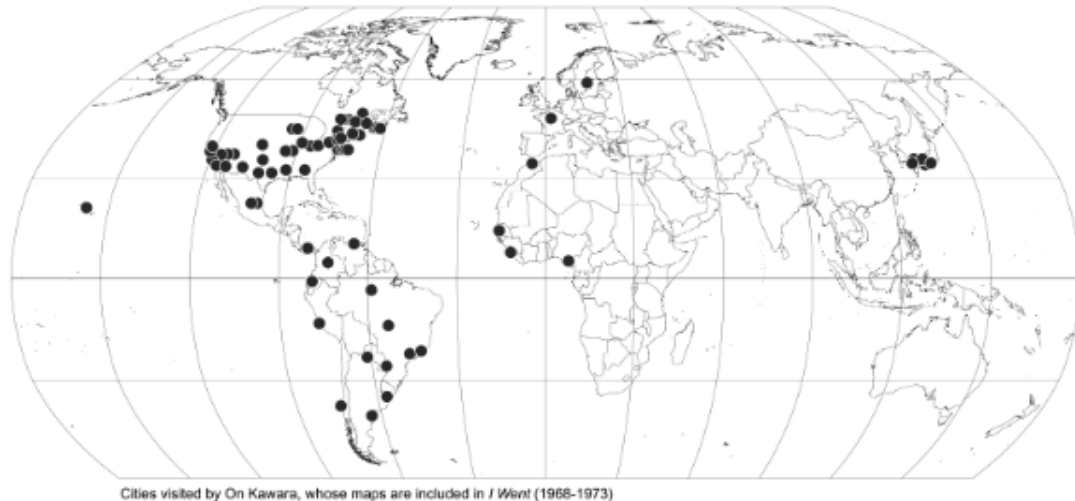 Cities visited by On Kawara, whose maps are included in I Went (1968-1973)